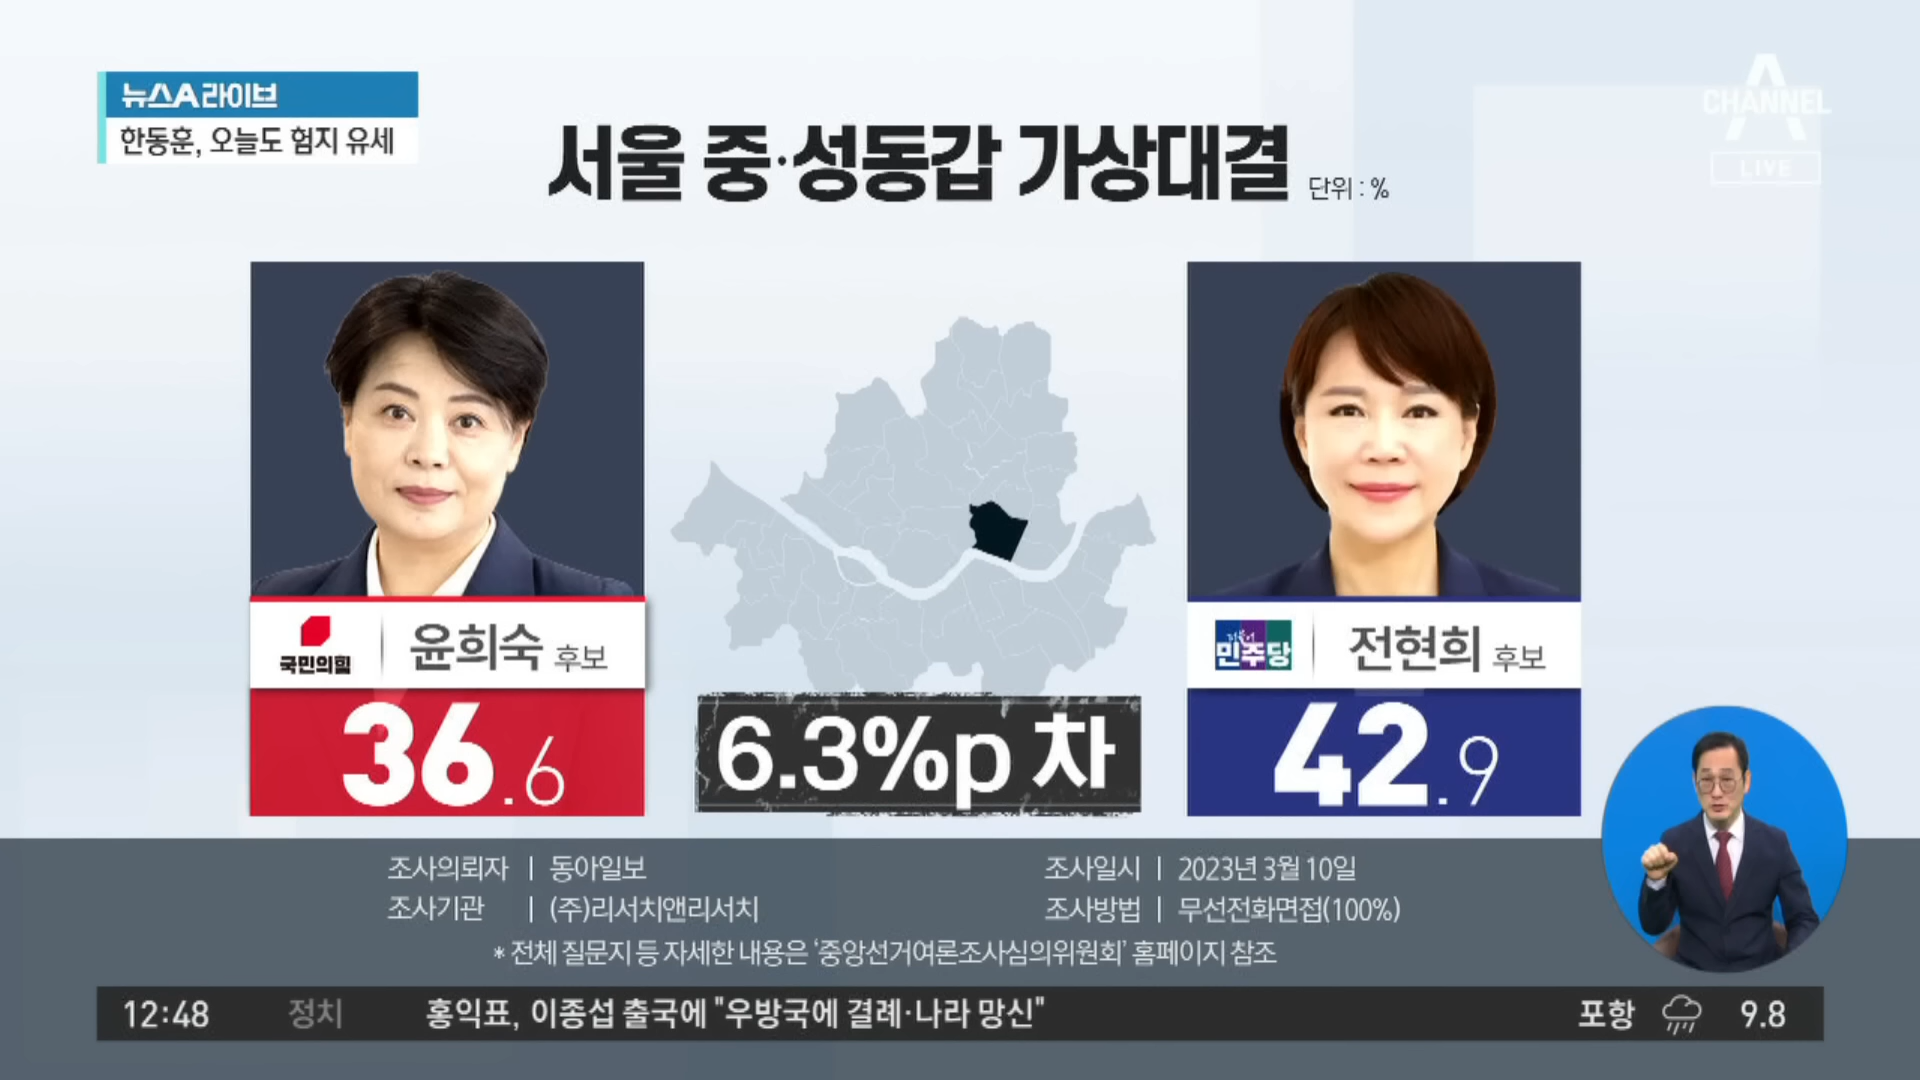 뉴스A라이브
한동훈, 오늘도 험지 유세
CHANNEL A
LIVE
서울 중·성동갑 가상대결 단위 : %
국민의힘 윤희숙 후보
36.6
6.3%p 차
더불어 민주당 전현희 후보
42.9
조사의뢰자 | 동아일보
조사기관 | (주)리서치앤리서치
조사일시 | 2023년 3월 10일
조사방법 | 무선전화면접(100%)
* 전체 질문지 등 자세한 내용은 '중앙선거여론조사심의위원회' 홈페이지 참조
12:48 정치 홍익표, 이종섭 출국에 "우방국에 결례·나라 망신" 포항 9.8